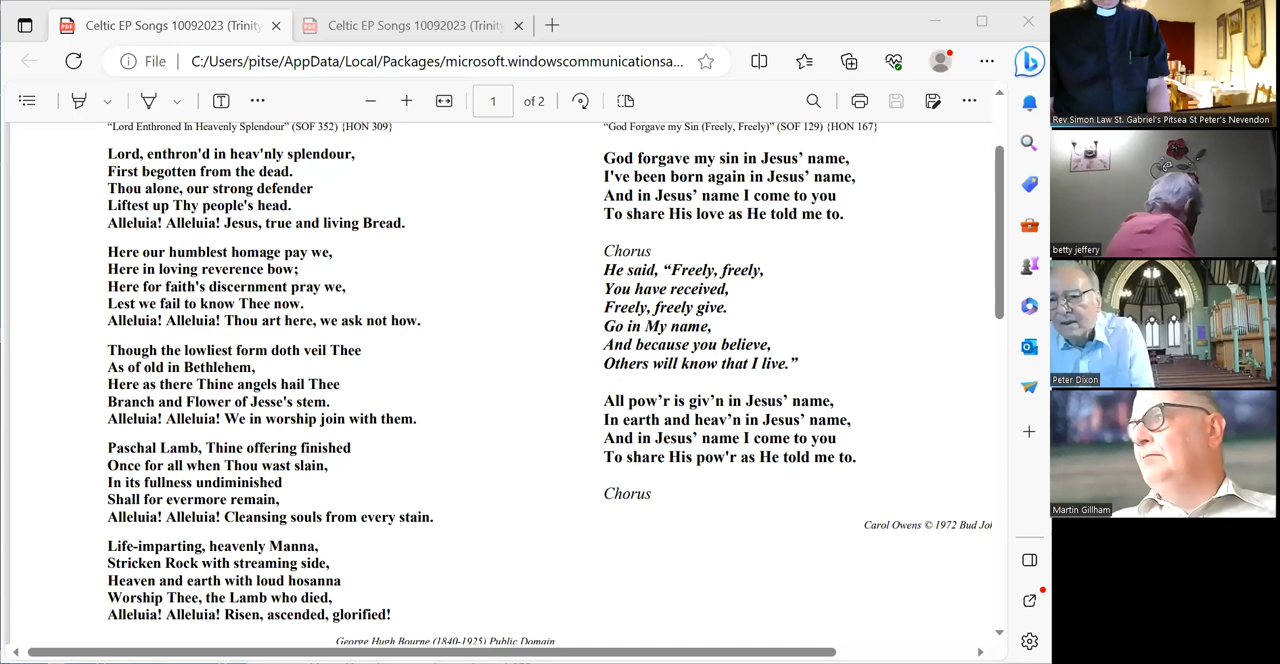 Celtic EP Songs 10092023 (Trinity
Celtic EP Songs 10092023 (Trinity
File
C:/Users/pitse/AppData/Local/Packages/microsoft.windowscommunicationsa...
1
of 2
"Lord Enthroned In Heavenly Splendour" (SOF 352) {HON 309}
Lord, enthron'd in heav'nly splendour,
First begotten from the dead.
Thou alone, our strong defender
Liftest up Thy people's head.
Alleluia! Alleluia! Jesus, true and living Bread.
Here our humblest homage pay we,
Here in loving reverence bow;
Here for faith's discernment pray we,
Lest we fail to know Thee now.
Alleluia! Alleluia! Thou art here, we ask not how.
Though the lowliest form doth veil Thee
As of old in Bethlehem,
Here as there Thine angels hail Thee
Branch and Flower of Jesse's stem.
Alleluia! Alleluia! We in worship join with them.
Paschal Lamb, Thine offering finished
Once for all when Thou wast slain,
In its fullness undiminished
Shall for evermore remain,
Alleluia! Alleluia! Cleansing souls from every stain.
Life-imparting, heavenly Manna,
Stricken Rock with streaming side,
Heaven and earth with loud hosanna
Worship Thee, the Lamb who died,
Alleluia! Alleluia! Risen, ascended, glorified!
George Hugh Bourne (1840-1925) Public Domain
"God Forgave my Sin (Freely, Freely)" (SOF 129) {HON 167}
God forgave my sin in Jesus' name,
I've been born again in Jesus' name,
And in Jesus' name I come to you
To share His love as He told me to.
Chorus
He said, "Freely, freely,
You have received,
Freely, freely give.
Go in My name,
And because you believe,
Others will know that I live."
All pow'r is giv'n in Jesus' name,
In earth and heav'n in Jesus' name,
And in Jesus' name I come to you
To share His pow'r as He told me to.
Chorus
Carol Owens © 1972 Bud Joh
Rev Simon Law St. Gabriel's Pitsea St Peter's Nevendon
betty jeffery
Peter Dixon
Martin Gillham